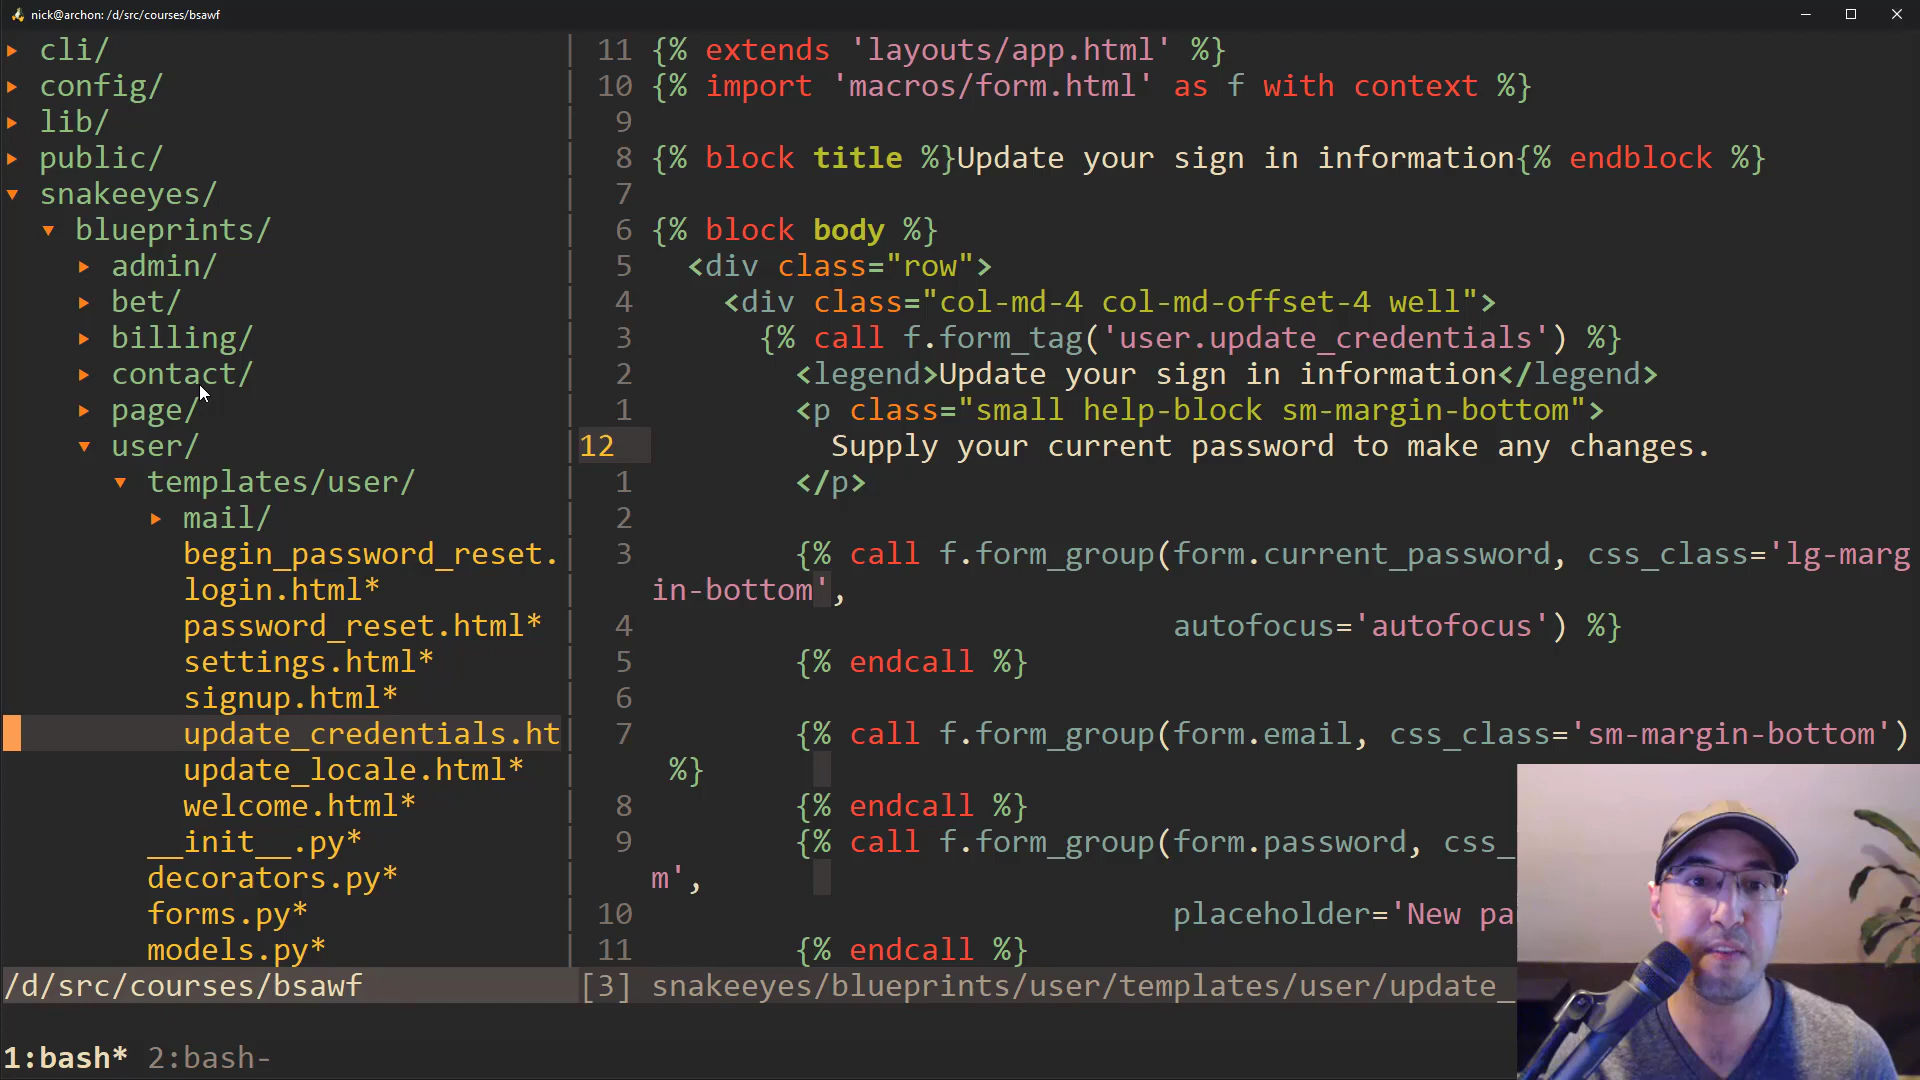 nick@archon: /d/src/courses/bsawf
▸ cli/
▸ config/
▸ lib/
▸ public/
▾ snakeeyes/
▾ blueprints/
▸ admin/
▸ bet/
▸ billing/
▸ contact/
▸ page/
▾ user/
▾ templates/user/
▸ mail/
begin_password_reset.
login.html*
password_reset.html*
settings.html*
signup.html*
update_credentials.ht
update_locale.html*
welcome.html*
__init__.py*
decorators.py*
forms.py*
models.py*
/d/src/courses/bsawf
11 {% extends 'layouts/app.html' %}
10 {% import 'macros/form.html' as f with context %}
9
8 {% block title %}Update your sign in information{% endblock %}
7
6 {% block body %}
5 <div class="row">
4 <div class="col-md-4 col-md-offset-4 well">
3 {% call f.form_tag('user.update_credentials') %}
2 <legend>Update your sign in information</legend>
1 <p class="small help-block sm-margin-bottom">
12 Supply your current password to make any changes.
1 </p>
2
3 {% call f.form_group(form.current_password, css_class='lg-marg
in-bottom',
4 autofocus='autofocus') %}
5 {% endcall %}
6
7 {% call f.form_group(form.email, css_class='sm-margin-bottom')
%}
8 {% endcall %}
9 {% call f.form_group(form.password, css_
m',
10 placeholder='New pa
11 {% endcall %}
[3] snakeeyes/blueprints/user/templates/user/update_
1:bash* 2:bash-